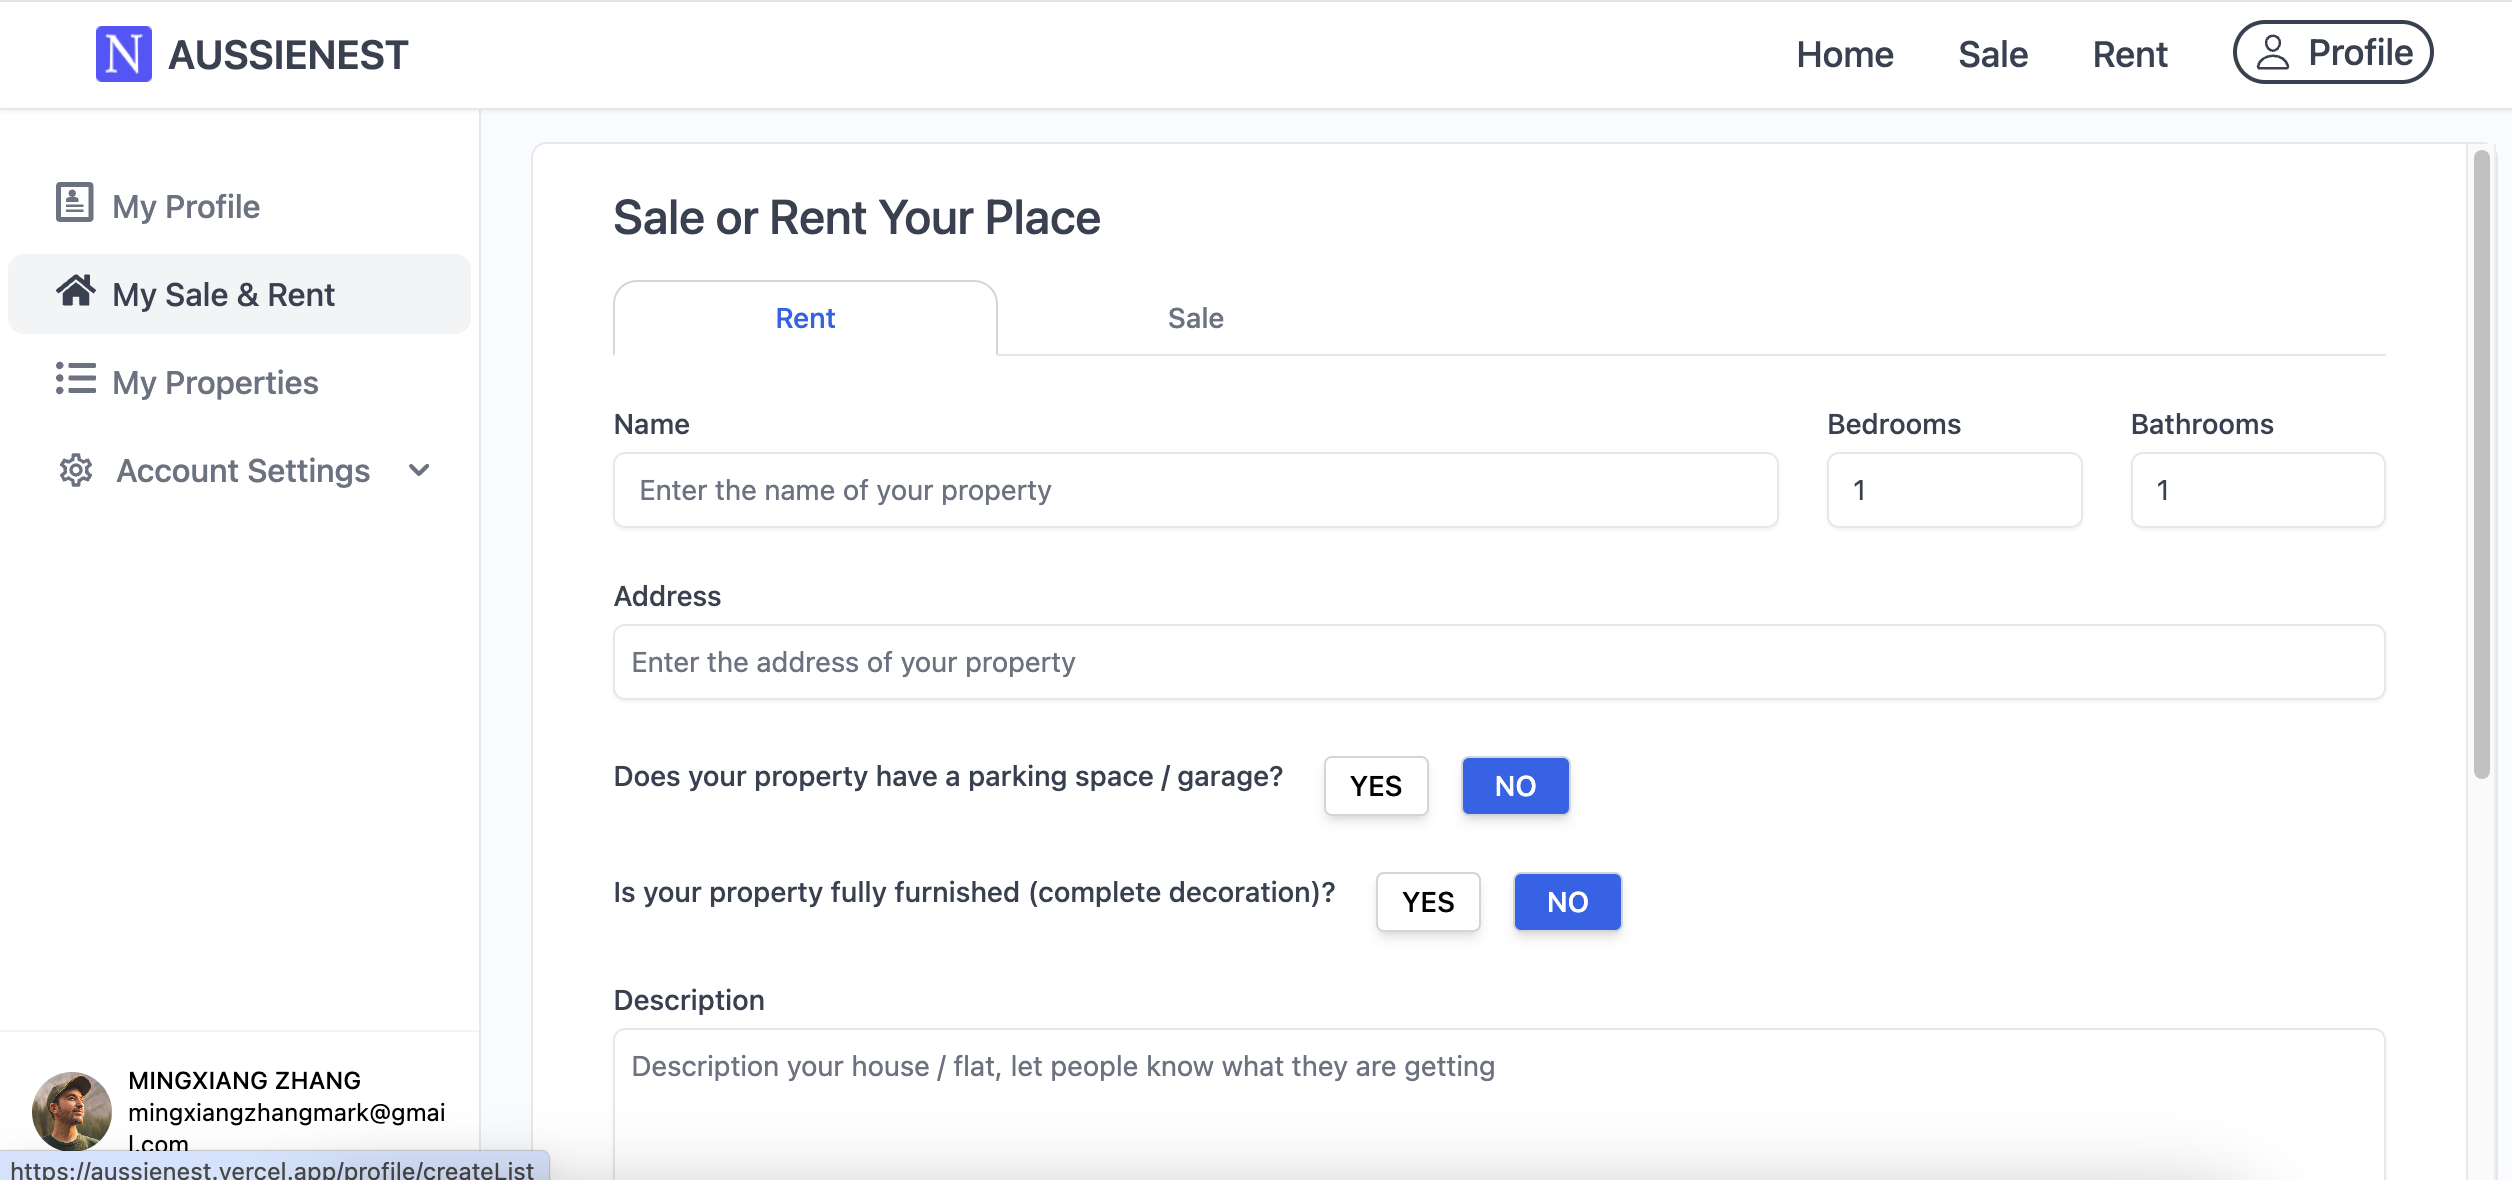 N AUSSIENEST
Home Sale Rent Profile
My Profile
My Sale & Rent
My Properties
Account Settings
MINGXIANG ZHANG
mingxiangzhangmark@gmai
l.com
https://aussienest.vercel.app/profile/createList
Sale or Rent Your Place
Rent Sale
Name Bedrooms Bathrooms
Enter the name of your property 1 1
Address
Enter the address of your property
Does your property have a parking space / garage? YES NO
Is your property fully furnished (complete decoration)? YES NO
Description
Description your house / flat, let people know what they are getting